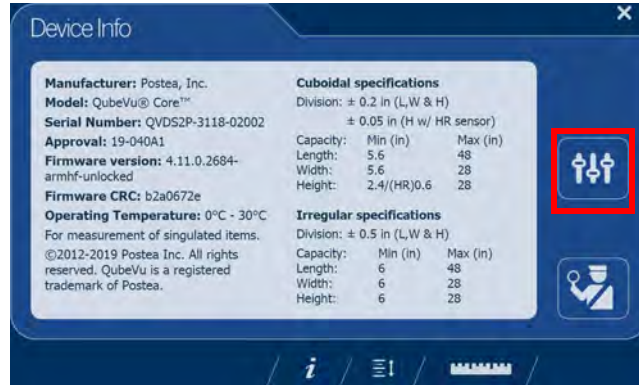 Device Info
Manufacturer: Postea, Inc.
Model: QubeVu® Core™
Serial Number: QVDS2P-3118-02002
Approval: 19-040A1
Firmware version: 4.11.0.2684-
armhf-unlocked
Firmware CRC: b2a0672e
Operating Temperature: 0°C - 30°C
For measurement of singulated items.
©2012-2019 Postea Inc. All rights
reserved. QubeVu is a registered
trademark of Postea.
Cuboidal specifications
Division: ± 0.2 in (L,W & H)
± 0.05 in (H w/ HR sensor)
Capacity: Min (in) Max (in)
Length: 5.6 48
Width: 5.6 28
Height: 2.4/(HR)0.6 28
Irregular specifications
Division: ± 0.5 in (L,W & H)
Capacity: Min (in) Max (in)
Length: 6 48
Width: 6 28
Height: 6 28